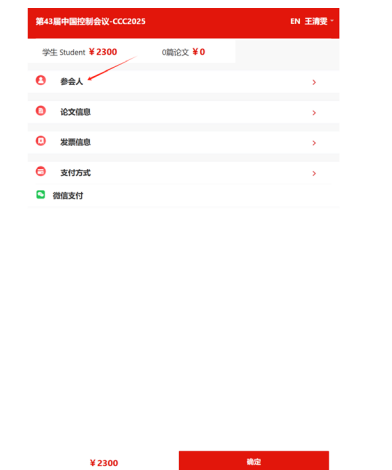 第43届中国控制会议-CCC2025 EN 王清雯
学生 Student ￥2300 0篇论文 ￥0
参会人
论文信息
发票信息
支付方式
微信支付
￥2300 确定